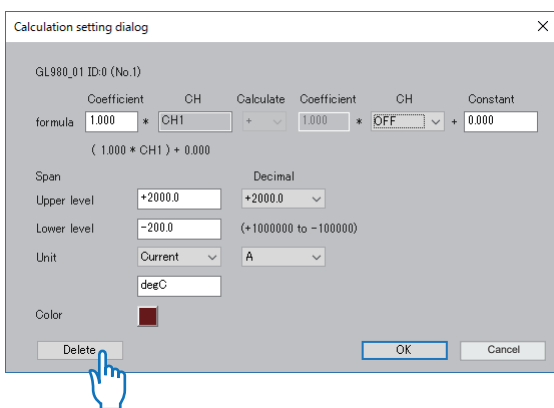 Calculation setting dialog
GL980_01 ID:0 (No.1)
Coefficient CH Calculate Coefficient CH Constant
formula 1.000 * CH1 + 1.000 * OFF + 0.000
( 1.000 * CH1 ) + 0.000
Span Decimal
Upper level +2000.0 +2000.0
Lower level -200.0 (+1000000 to -100000)
Unit Current A
degC
Color
Delete OK Cancel